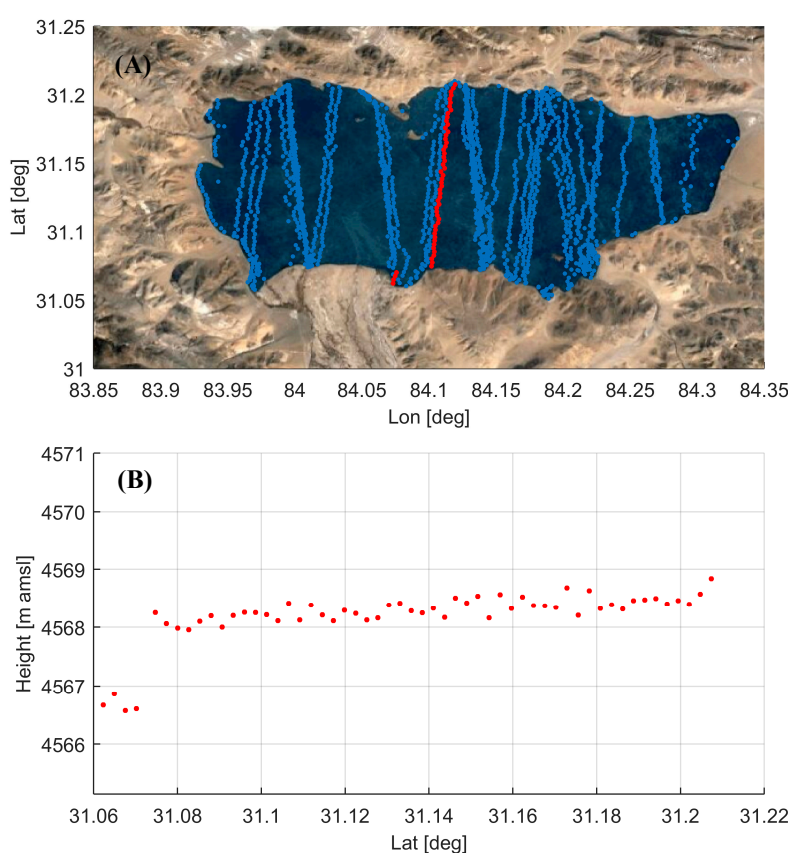 31.25
(A)
31.2
31.15
31.1
31.05
31
Lat [deg]
83.85 83.9 83.95 84 84.05 84.1 84.15 84.2 84.25 84.3 84.35
Lon [deg]
4571
(B)
4570
4569
4568
4567
4566
Height [m amsl]
31.06 31.08 31.1 31.12 31.14 31.16 31.18 31.2 31.22
Lat [deg]